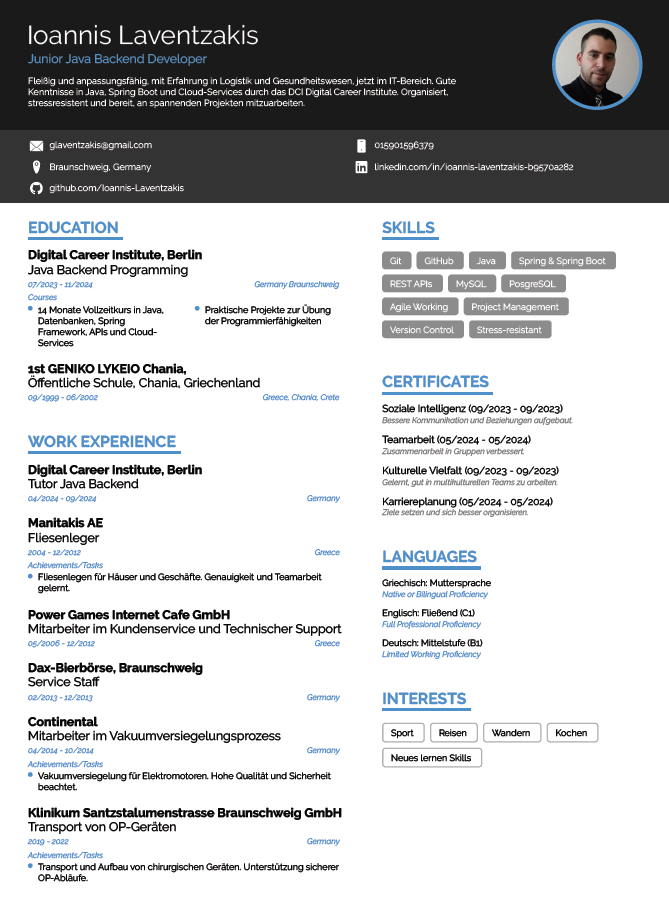 Ioannis Laventzakis
Junior Java Backend Developer
Fleißig und anpassungsfähig, mit Erfahrung in Logistik und Gesundheitswesen, jetzt im IT-Bereich. Gute
Kenntnisse in Java, Spring Boot und Cloud-Services durch das DCI Digital Career Institute. Organisiert,
stressresistent und bereit, an spannenden Projekten mitzuarbeiten.
glaventzakis@gmail.com
015901596379
Braunschweig, Germany
linkedin.com/in/ioannis-laventzakis-b9570a282
github.com/Ioannis-Laventzakis
EDUCATION
Digital Career Institute, Berlin
Java Backend Programming
07/2023 - 11/2024
Germany Braunschweig
Courses
14 Monate Vollzeitkurs in Java,
Datenbanken, Spring
Framework, APIs und Cloud-
Services
Praktische Projekte zur Übung
der Programmierfähigkeiten
1st GENIKO LYKEIO Chania,
Öffentliche Schule, Chania, Griechenland
09/1999 - 06/2002
Greece, Chania, Crete
WORK EXPERIENCE
Digital Career Institute, Berlin
Tutor Java Backend
04/2024 - 09/2024
Germany
Manitakis AE
Fliesenleger
2004 - 12/2012
Greece
Achievements/Tasks
Fliesenlegen für Häuser und Geschäfte. Genauigkeit und Teamarbeit
gelernt.
Power Games Internet Cafe GmbH
Mitarbeiter im Kundenservice und Technischer Support
05/2006 - 12/2012
Greece
Dax-Bierbörse, Braunschweig
Service Staff
02/2013 - 12/2013
Germany
Continental
Mitarbeiter im Vakuumversiegelungsprozess
04/2014 - 10/2014
Germany
Achievements/Tasks
Vakuumversiegelung für Elektromotoren. Hohe Qualität und Sicherheit
beachtet.
Klinikum Santzstalumenstrasse Braunschweig GmbH
Transport von OP-Geräten
2019 - 2022
Germany
Achievements/Tasks
Transport und Aufbau von chirurgischen Geräten. Unterstützung sicherer
OP-Abläufe.
SKILLS
Git GitHub Java Spring & Spring Boot
REST APIs MySQL PosgreSQL
Agile Working Project Management
Version Control Stress-resistant
CERTIFICATES
Soziale Intelligenz (09/2023 - 09/2023)
Bessere Kommunikation und Beziehungen aufgebaut.
Teamarbeit (05/2024 - 05/2024)
Zusammenarbeit in Gruppen verbessert.
Kulturelle Vielfalt (09/2023 - 09/2023)
Gelernt, gut in multikulturellen Teams zu arbeiten.
Karriereplanung (05/2024 - 05/2024)
Ziele setzen und sich besser organisieren.
LANGUAGES
Griechisch: Muttersprache
Native or Bilingual Proficiency
Englisch: Fließend (C1)
Full Professional Proficiency
Deutsch: Mittelstufe (B1)
Limited Working Proficiency
INTERESTS
Sport Reisen Wandern Kochen
Neues lernen Skills